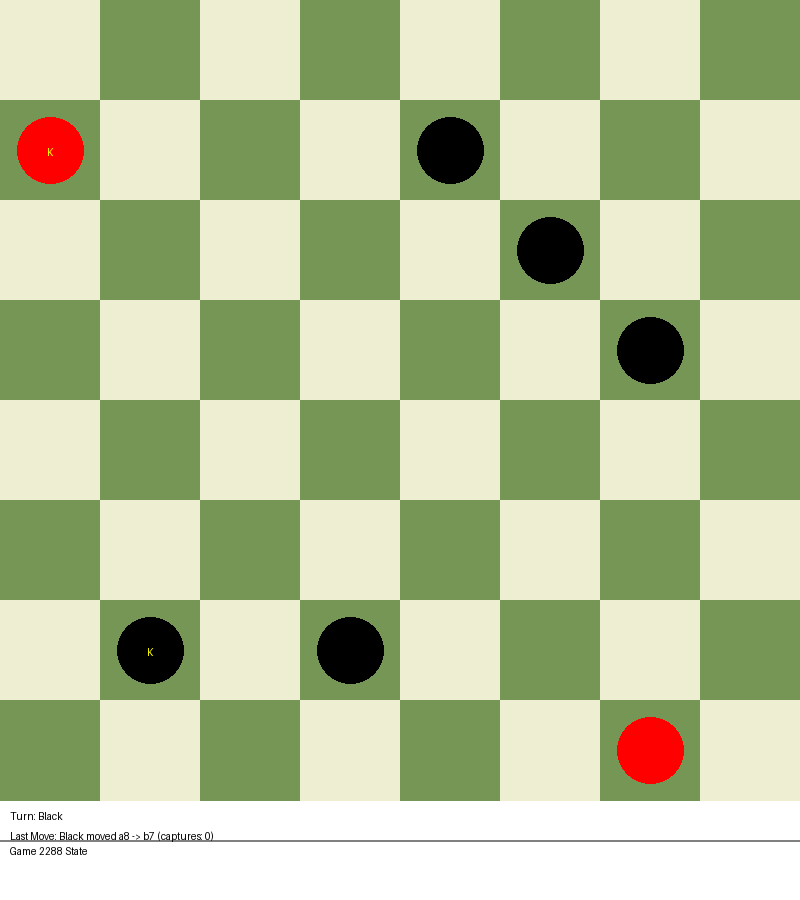 K
K
Turn: Black
Last Move: Black moved a8 -> b7 (captures: 0)
Game 2288 State